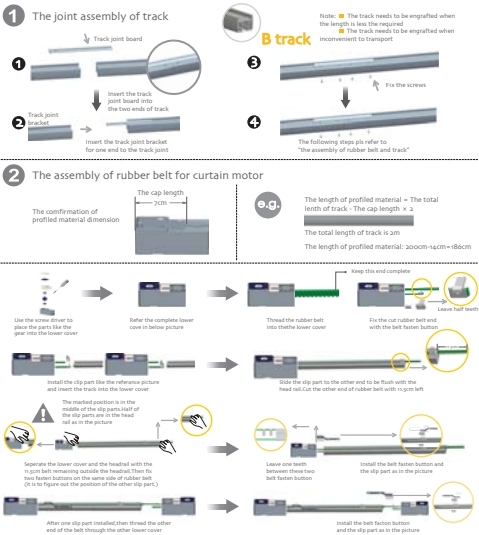 1 The joint assembly of track
Track joint board
1
Insert the track
joint board into
the two ends of track
2
Track joint
bracket
Insert the track joint bracket
for one end to the track joint
B track
Note: The track needs to be engrafted when
the length is less the required
The track needs to be engrafted when
inconvenient to transport
3
Fix the screws
4
The following steps pls refer to
"the assembly of rubber belt and track"
2 The assembly of rubber belt for curtain motor
The comfirmation of
profiled material dimension
The cap length
7cm
e.g.
The length of profiled material = The total
lenth of track - The cap length × 2
The total length of track is 2m
The length of profiled material: 200cm-14cm=186cm
Keep this end complete
Leave half teeth
Use the screw driver to
place the parts like the
gear into the lower cover
Refer the complete lower
cove in below picture
Thread the rubber belt
into thethe lower cover
Fix the cut rubber belt end
with the belt fasten button
Install the clip part like the referance picture
and insert the track into the lower cover
Slide the slip part to the other end to be flush with the
head rail.Cut the other end of rubber belt with 11.5cm left
The marked position is in the
middle of the slip parts.Half of
the slip parts are in the head
rail as in the picture
Seperate the lower cover and the headrail with the
11.5cm belt remaining outside the headrail.Then fix
two fasten buttons on the same side of rubber belt
(it is to figure out the position of the other slip part.)
Leave one teeth
between these two
belt fasten button
Install the belt fasten button and
the slip part as in the picture
After one slip part installed,then thread the other
end of the belt through the other lower cover
Install the belt facton button
and the slip part as in the picture